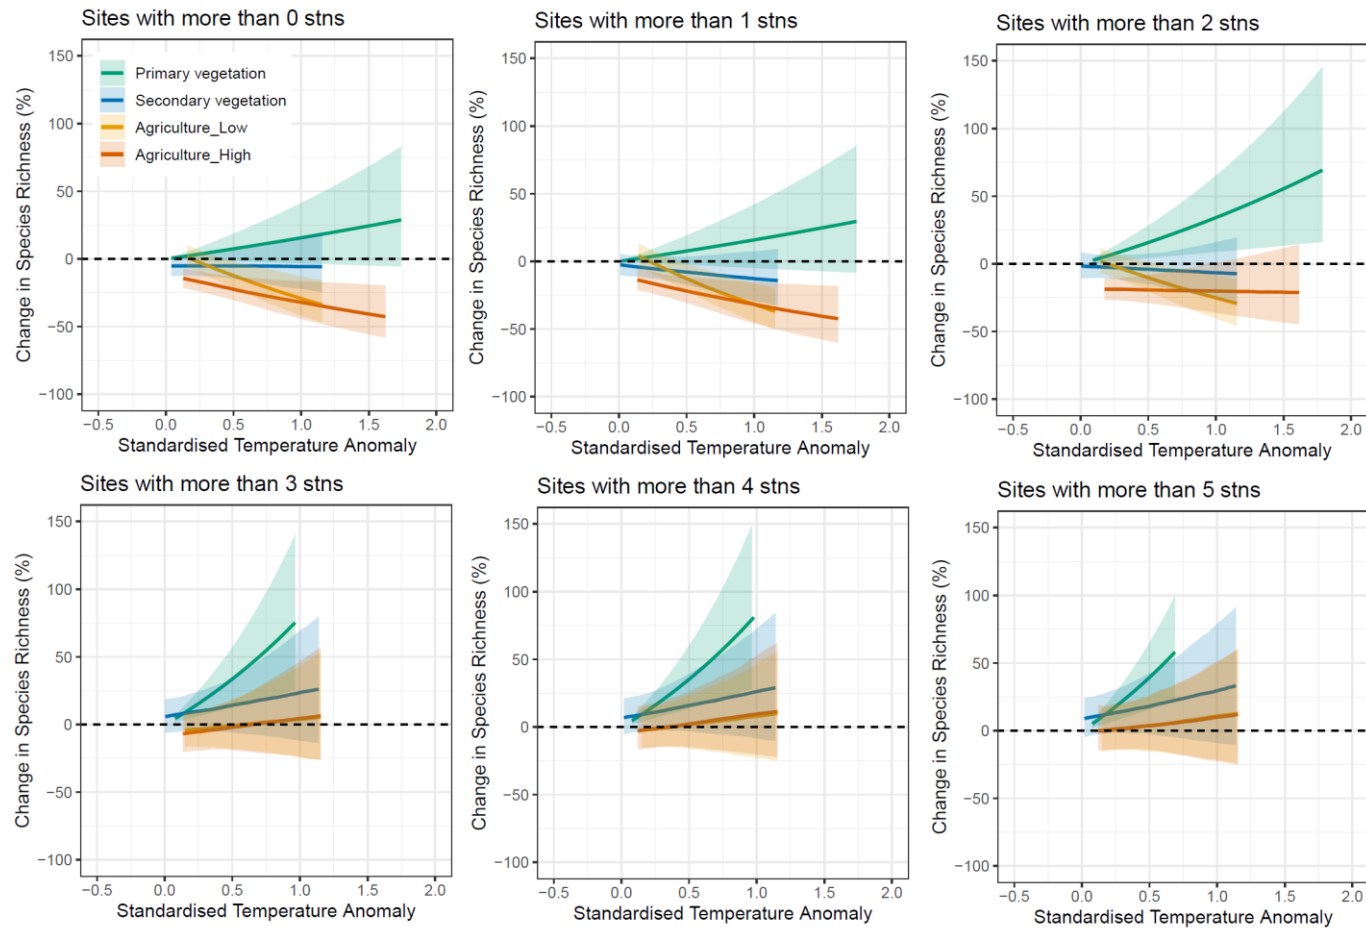 Sites with more than 0 stns
Change in Species Richness (%)
150
100
50
0
−50
−100
Primary vegetation
Secondary vegetation
Agriculture_Low
Agriculture_High
−0.5 0.0 0.5 1.0 1.5 2.0
Standardised Temperature Anomaly
Sites with more than 1 stns
Change in Species Richness (%)
150
100
50
0
−50
−100
−0.5 0.0 0.5 1.0 1.5 2.0
Standardised Temperature Anomaly
Sites with more than 2 stns
Change in Species Richness (%)
150
100
50
0
−50
−100
−0.5 0.0 0.5 1.0 1.5 2.0
Standardised Temperature Anomaly
Sites with more than 3 stns
Change in Species Richness (%)
150
100
50
0
−50
−100
−0.5 0.0 0.5 1.0 1.5 2.0
Standardised Temperature Anomaly
Sites with more than 4 stns
Change in Species Richness (%)
150
100
50
0
−50
−100
−0.5 0.0 0.5 1.0 1.5 2.0
Standardised Temperature Anomaly
Sites with more than 5 stns
Change in Species Richness (%)
150
100
50
0
−50
−100
−0.5 0.0 0.5 1.0 1.5 2.0
Standardised Temperature Anomaly